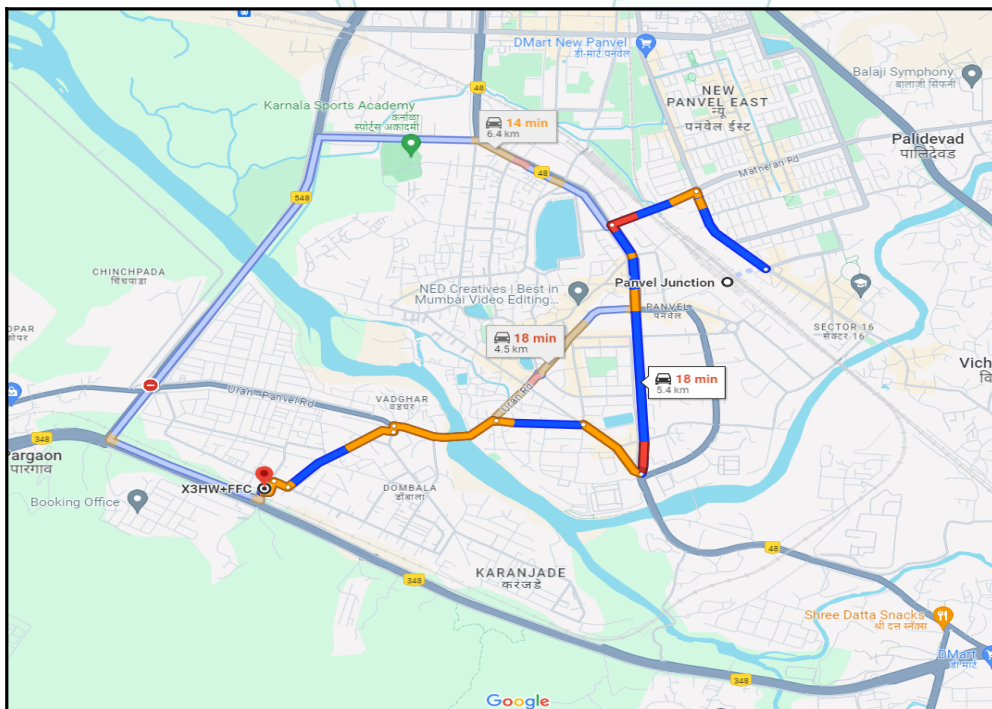 48
DMart New Panvel
डी-मार्ट पनवेल
Balaji Symphony
बालाजी सिंफनी
48
NEW
PANVEL EAST
न्यू
पनवेल ईस्ट
Karnala Sports Academy
कर्नाळा
स्पोर्ट्स अकादमी
14 min
6.4 km
Palidevad
पालिदेवड
Matheran Rd
48
548
CHINCHPADA
चिंचपाडा
Panvel Junction
NED Creatives | Best in
Mumbai Video Editing...
PANVEL
पनवेल
OPAR
कोपर
SECTOR 16
सेक्टर 16
18 min
4.5 km
Vich
वि
18 min
5.4 km
Uran - Panvel Rd
Uran Rd
VADGHAR
वडघर
348
Pargaon
पारगाव
X3HW+FFC
DOMBALA
डोंबाला
Booking Office
48
KARANJADE
करंजडे
348
Shree Datta Snacks
श्री दत्त स्नॅक्स
DMart
डी-मार्ट
348
Google